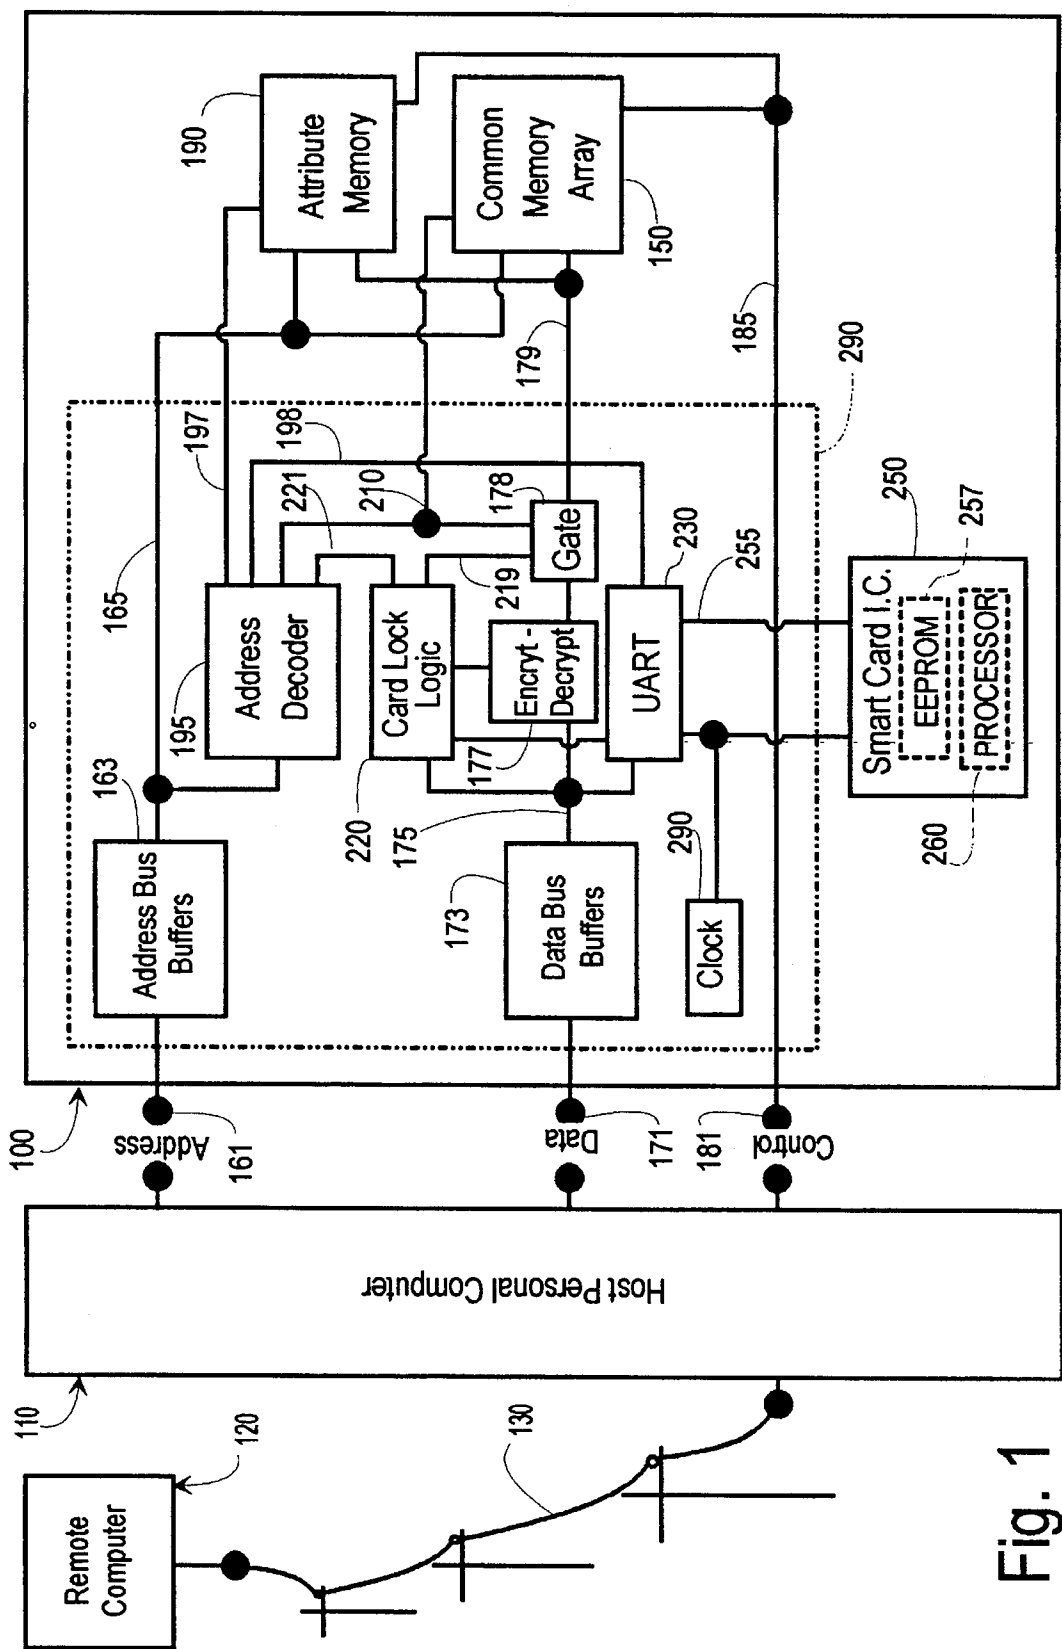 Remote
Computer
120
130
110
Host Personal Computer
100
Address
161
Data
171
Control
181
163
Address Bus
Buffers
165
195
Address
Decoder
197
198
221
210
190
Attribute
Memory
Common
Memory
Array
150
179
185
290
220
Card Lock
Logic
219
178
Gate
177
Encryt -
Decrypt
175
173
Data Bus
Buffers
230
UART
255
290
Clock
250
Smart Card I.C.
257
EEPROM
PROCESSOR
260
Fig. 1